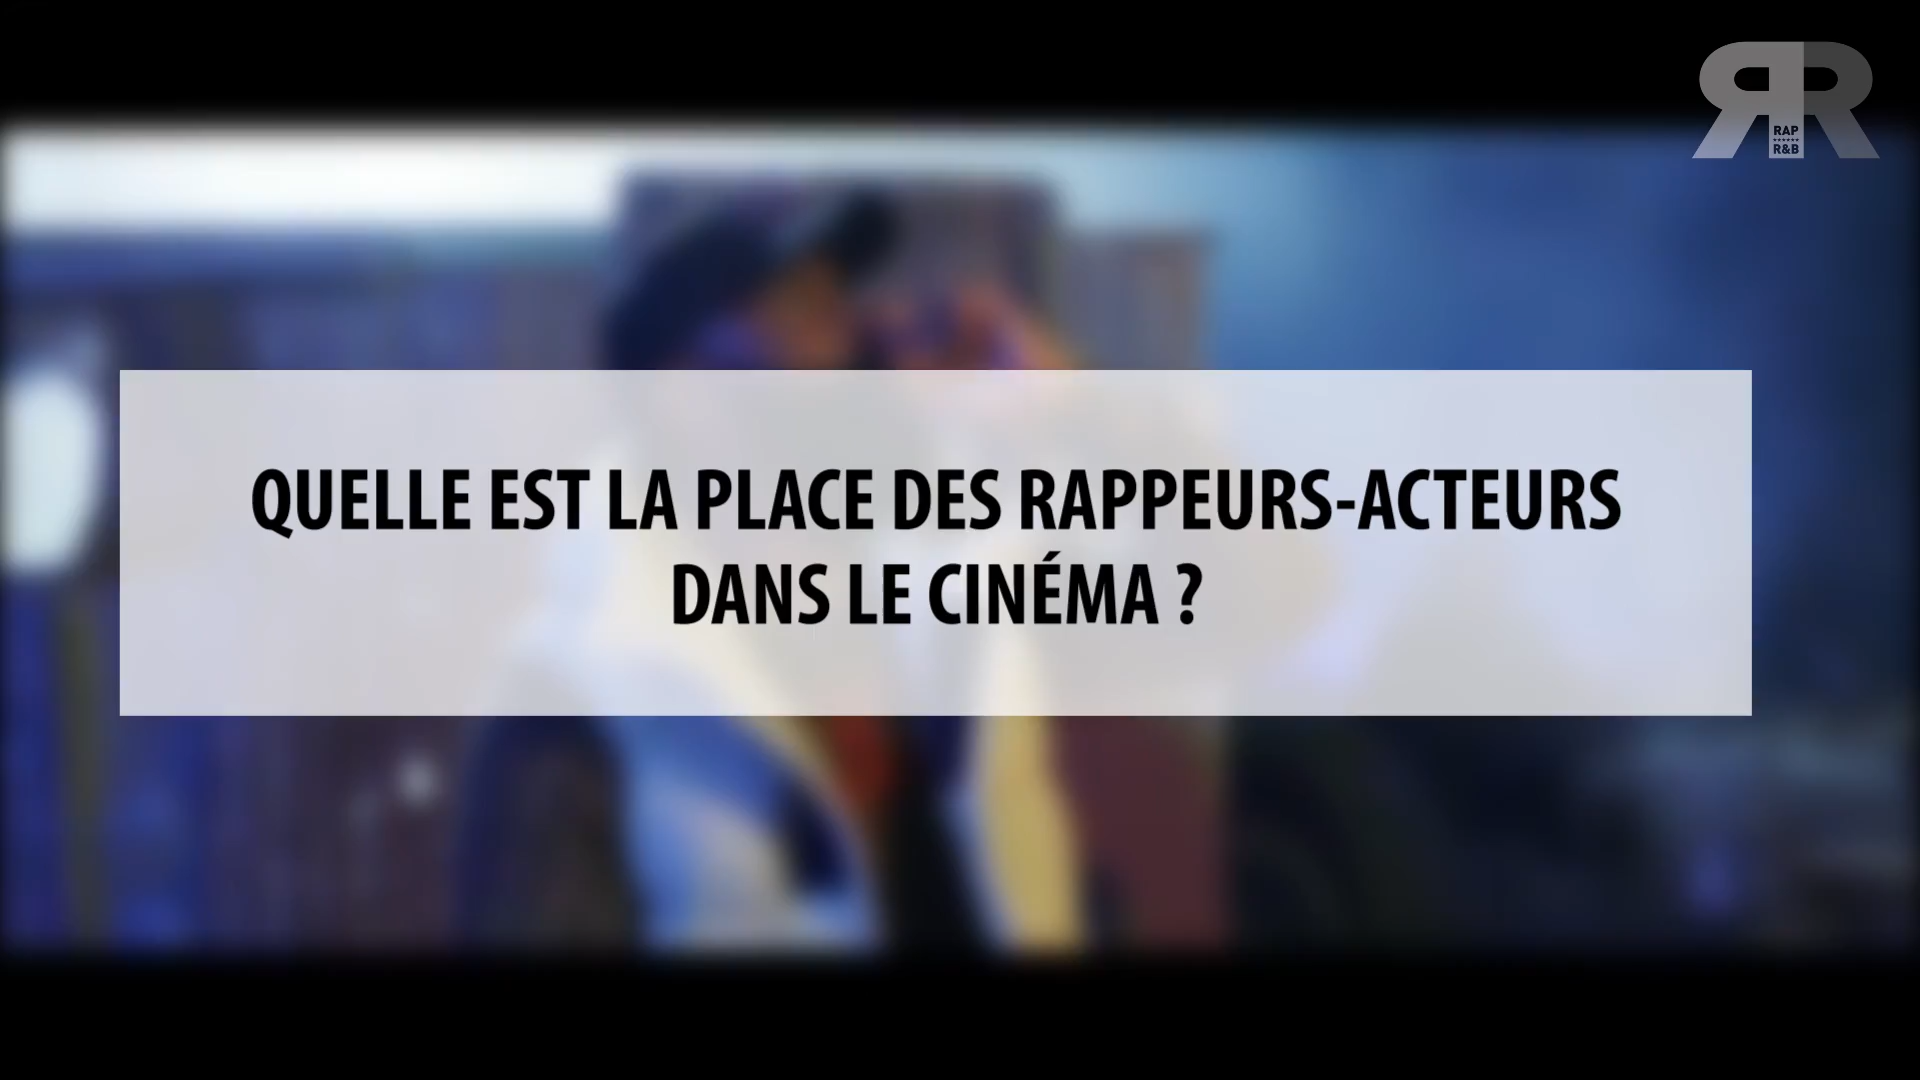 RAP
R&B
QUELLE EST LA PLACE DES RAPPEURS-ACTEURS
DANS LE CINÉMA ?